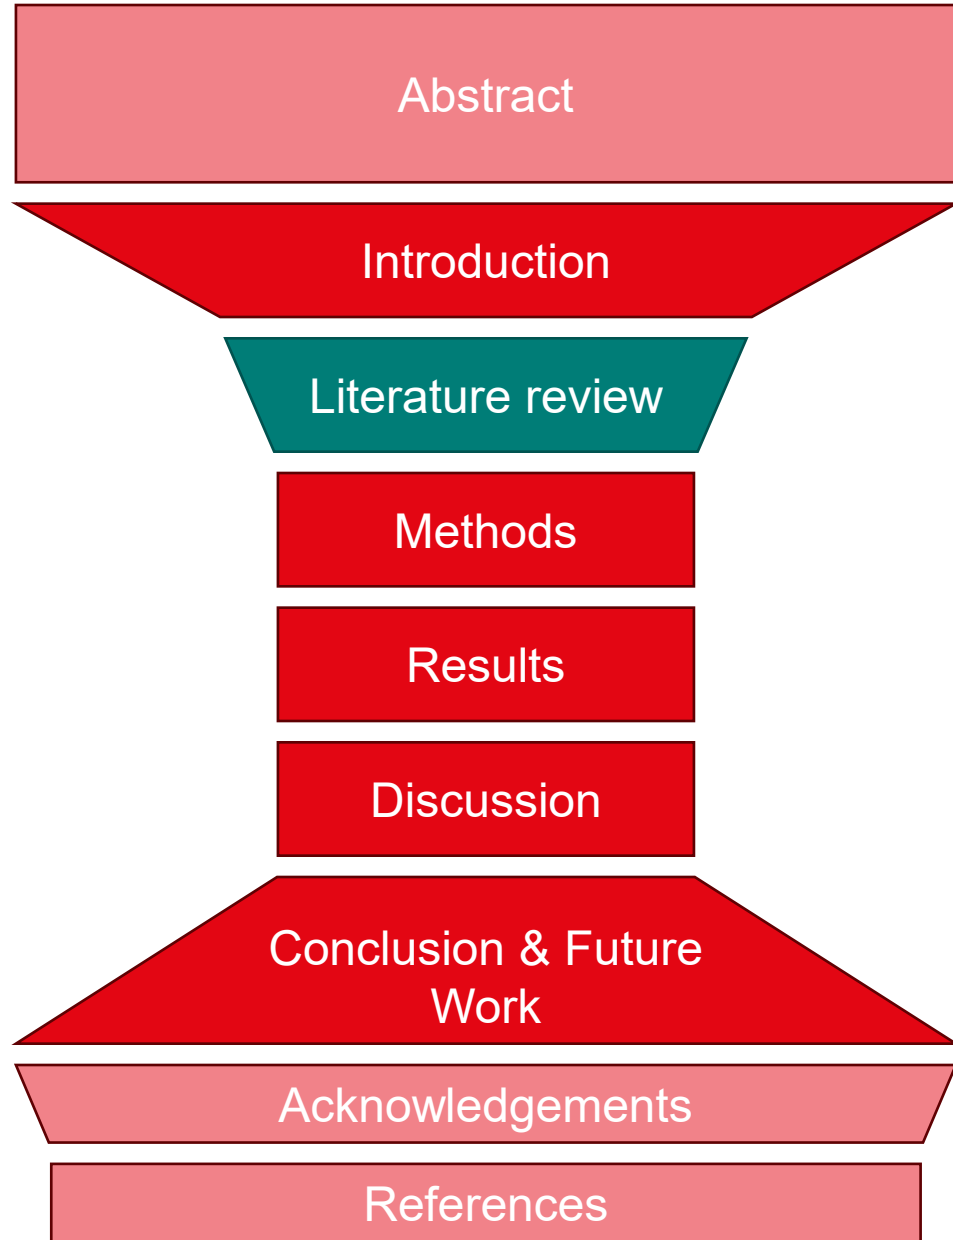 Abstract
Introduction
Literature review
Methods
Results
Discussion
Conclusion & Future
Work
Acknowledgements
References